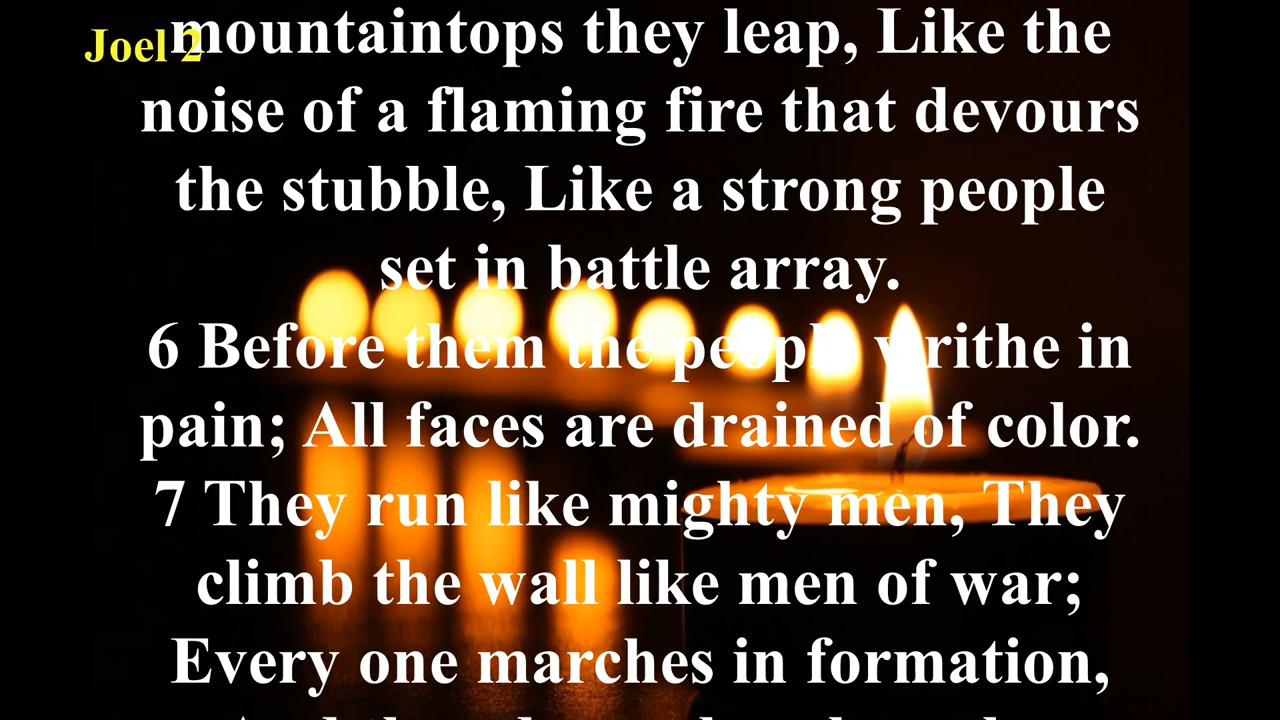 Joel 2
mountaintops they leap, Like the
noise of a flaming fire that devours
the stubble, Like a strong people
set in battle array.
6 Before them the people writhe in
pain; All faces are drained of color.
7 They run like mighty men, They
climb the wall like men of war;
Every one marches in formation,